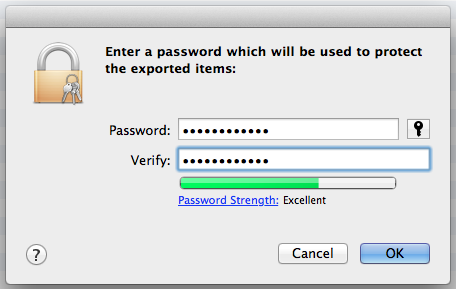 Enter a password which will be used to protect
the exported items:
Password: ••••••••••••
Verify: ••••••••••••
Password Strength: Excellent
? Cancel OK